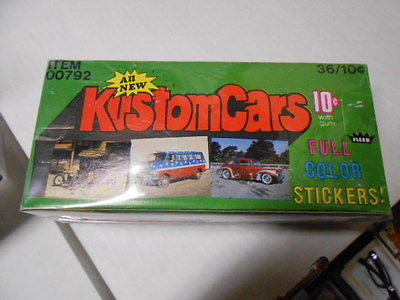 ITEM
00792
36/10¢
All
NEW
KustomCars
10¢
with
Gum
FLEER
FULL
COLOR
STICKERS!